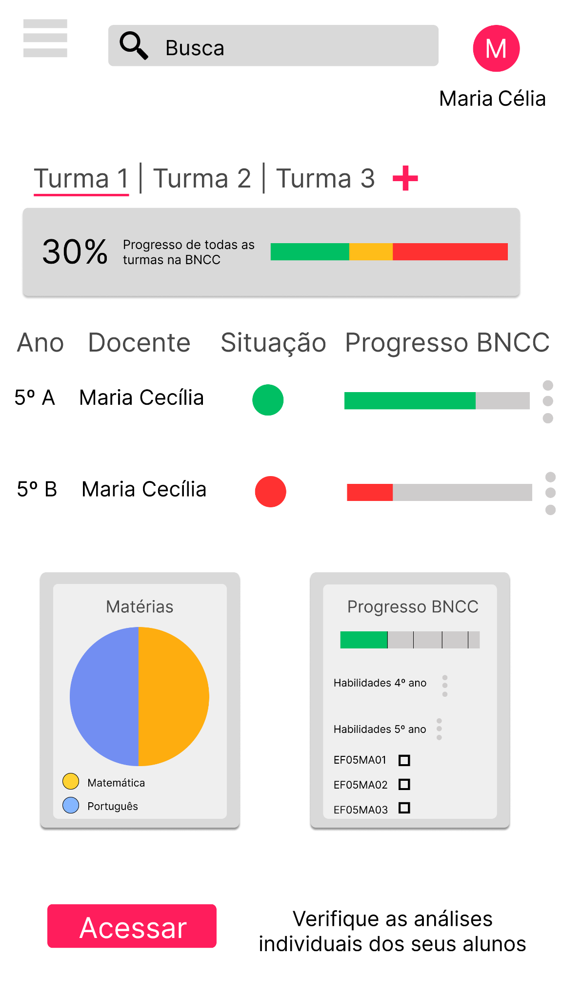 Busca
M
Maria Célia
Turma 1 | Turma 2 | Turma 3 +
30%
Progresso de todas as
turmas na BNCC
Ano Docente Situação Progresso BNCC
5º A Maria Cecília
5º B Maria Cecília
Matérias
Matemática
Português
Progresso BNCC
Habilidades 4º ano
Habilidades 5º ano
EF05MA01
EF05MA02
EF05MA03
Acessar
Verifique as análises
individuais dos seus alunos